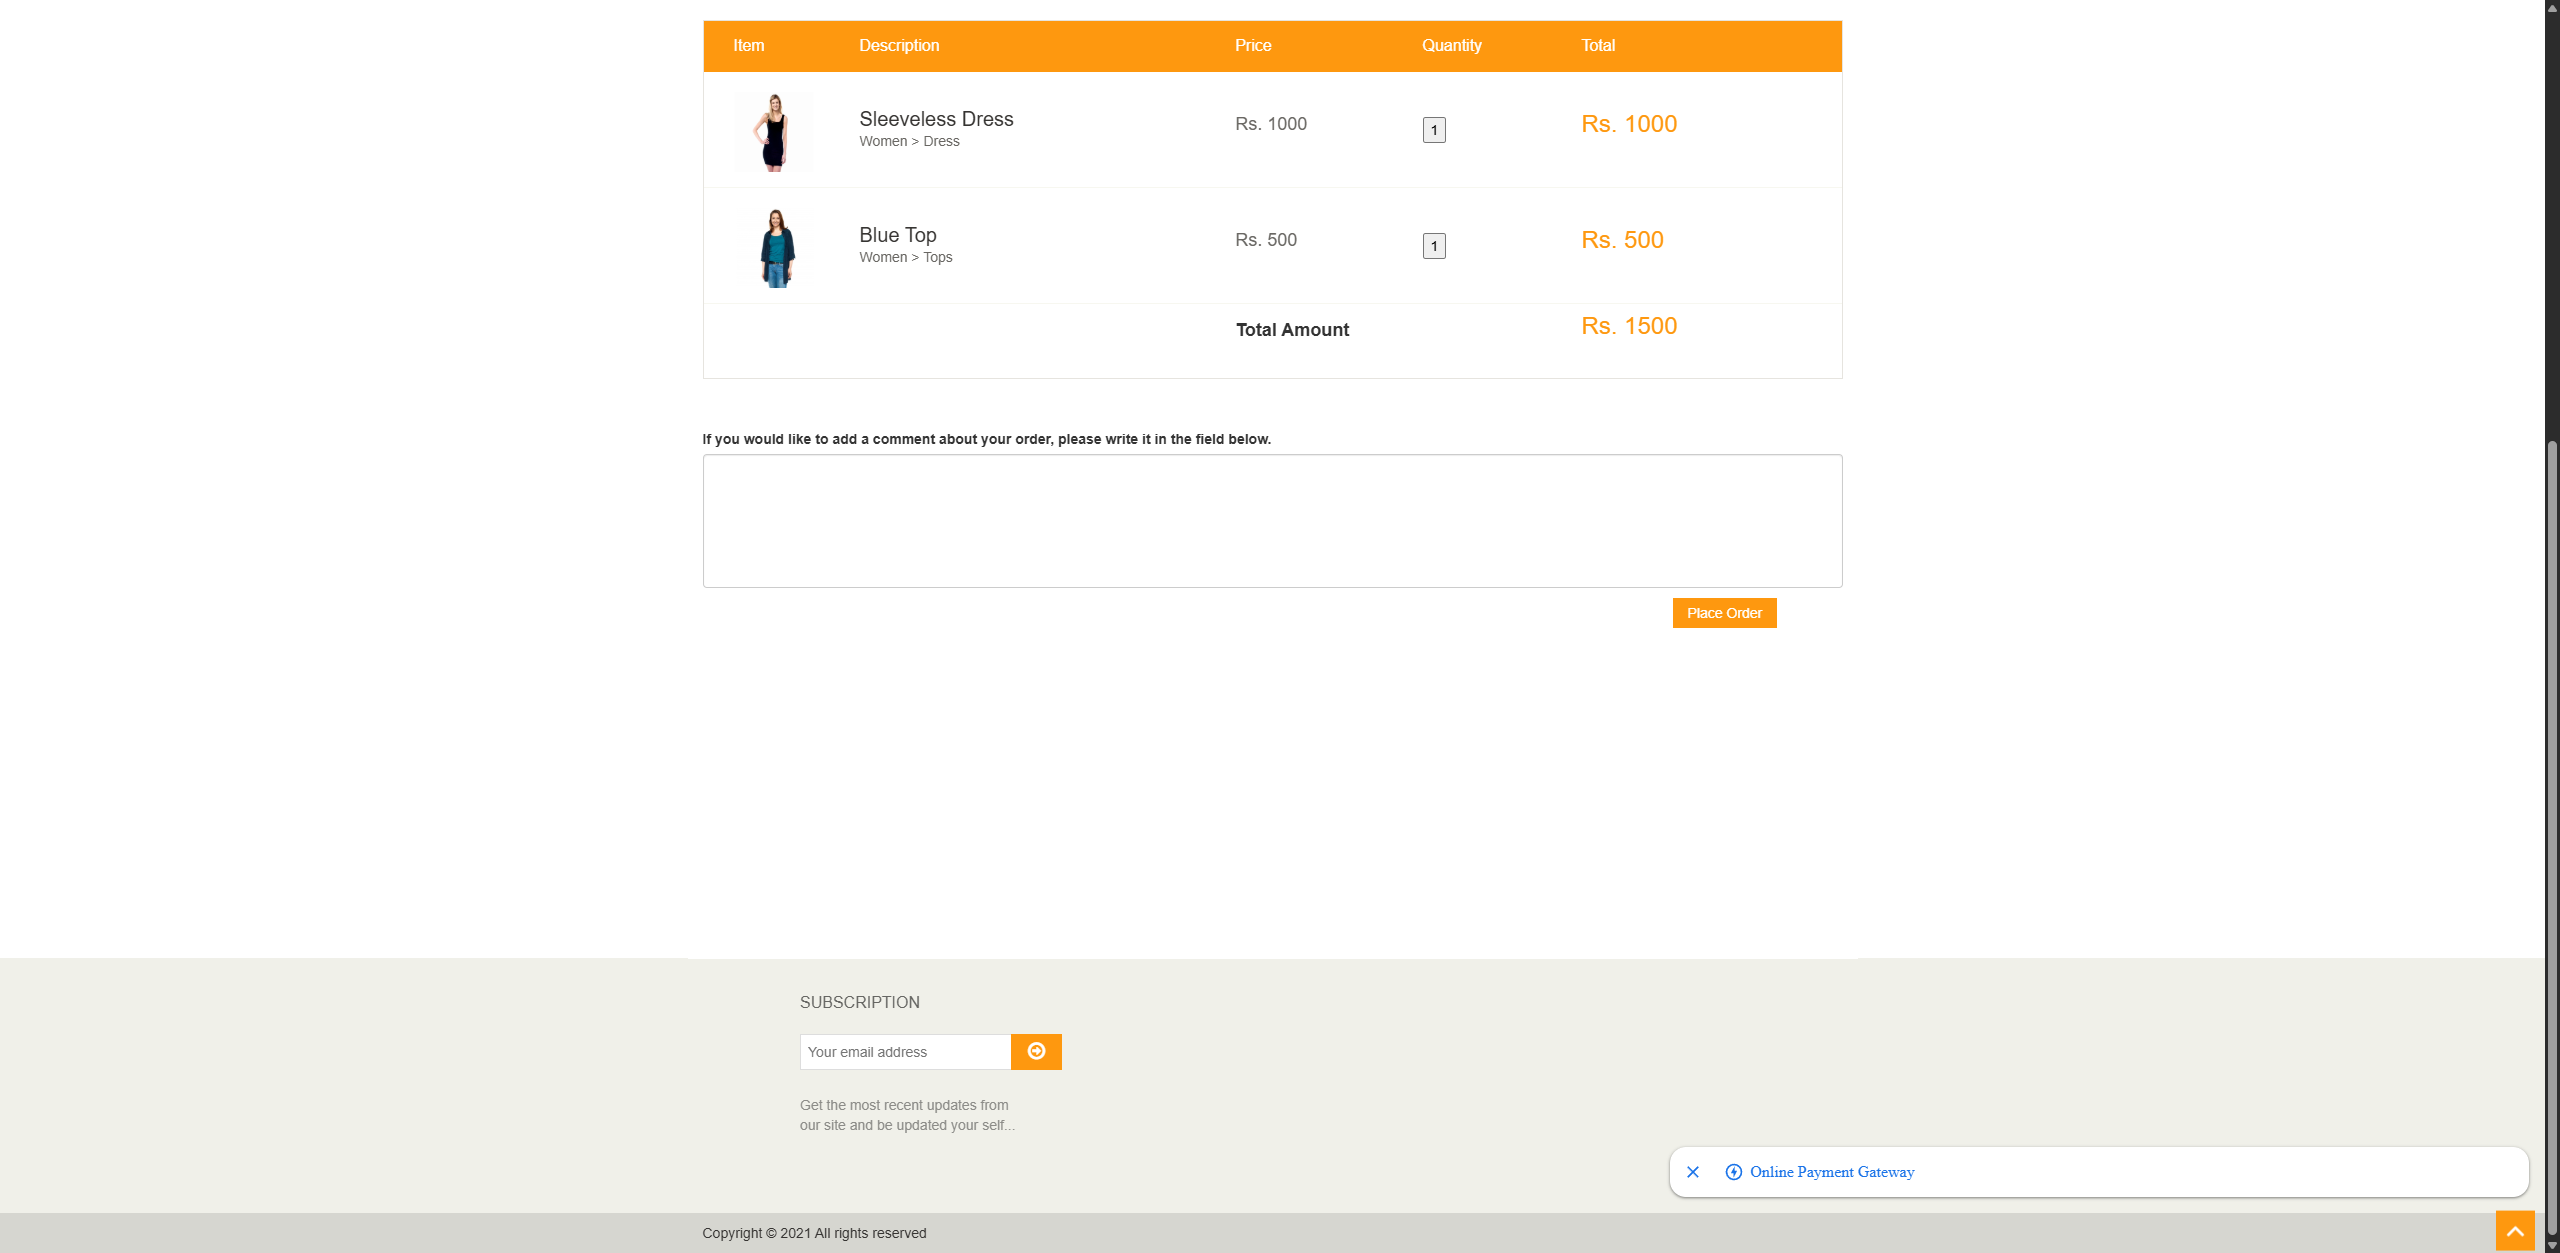 Item Description Price Quantity Total
Sleeveless Dress
Women > Dress
Rs. 1000
1
Rs. 1000
Blue Top
Women > Tops
Rs. 500
1
Rs. 500
Total Amount
Rs. 1500
If you would like to add a comment about your order, please write it in the field below.
Place Order
SUBSCRIPTION
Your email address
Get the most recent updates from
our site and be updated your self...
Online Payment Gateway
Copyright © 2021 All rights reserved